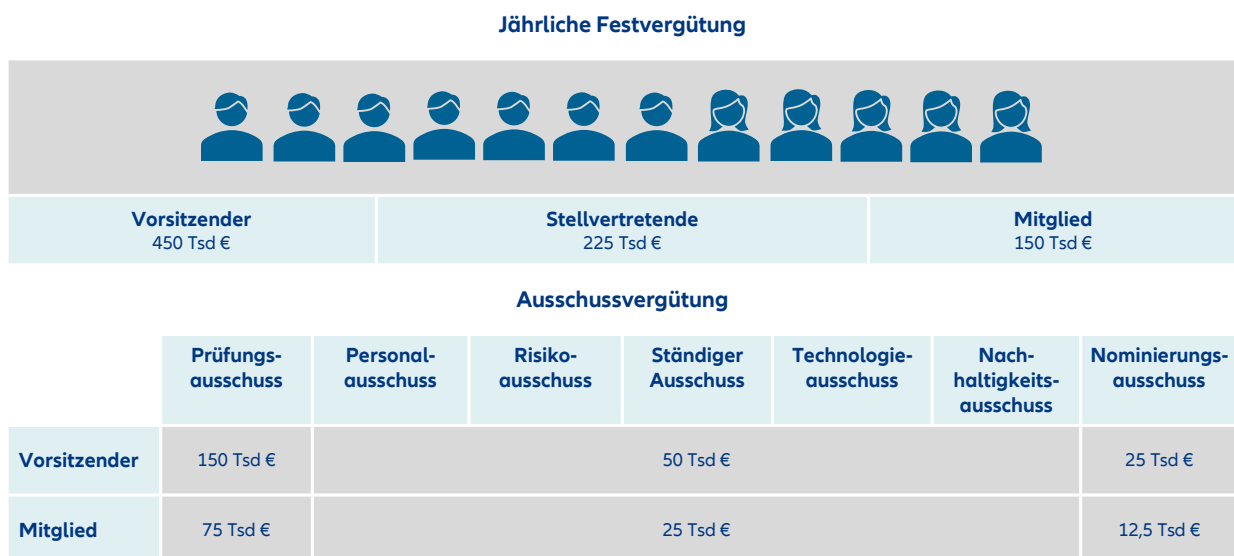 Jährliche Festvergütung
Vorsitzender
450 Tsd €
Stellvertretende
225 Tsd €
Mitglied
150 Tsd €
Ausschussvergütung
Prüfungs-
ausschuss
Personal-
ausschuss
Risiko-
ausschuss
Ständiger
Ausschuss
Technologie-
ausschuss
Nach-
haltigkeits-
ausschuss
Nominierungs-
ausschuss
Vorsitzender
150 Tsd €
50 Tsd €
25 Tsd €
Mitglied
75 Tsd €
25 Tsd €
12,5 Tsd €